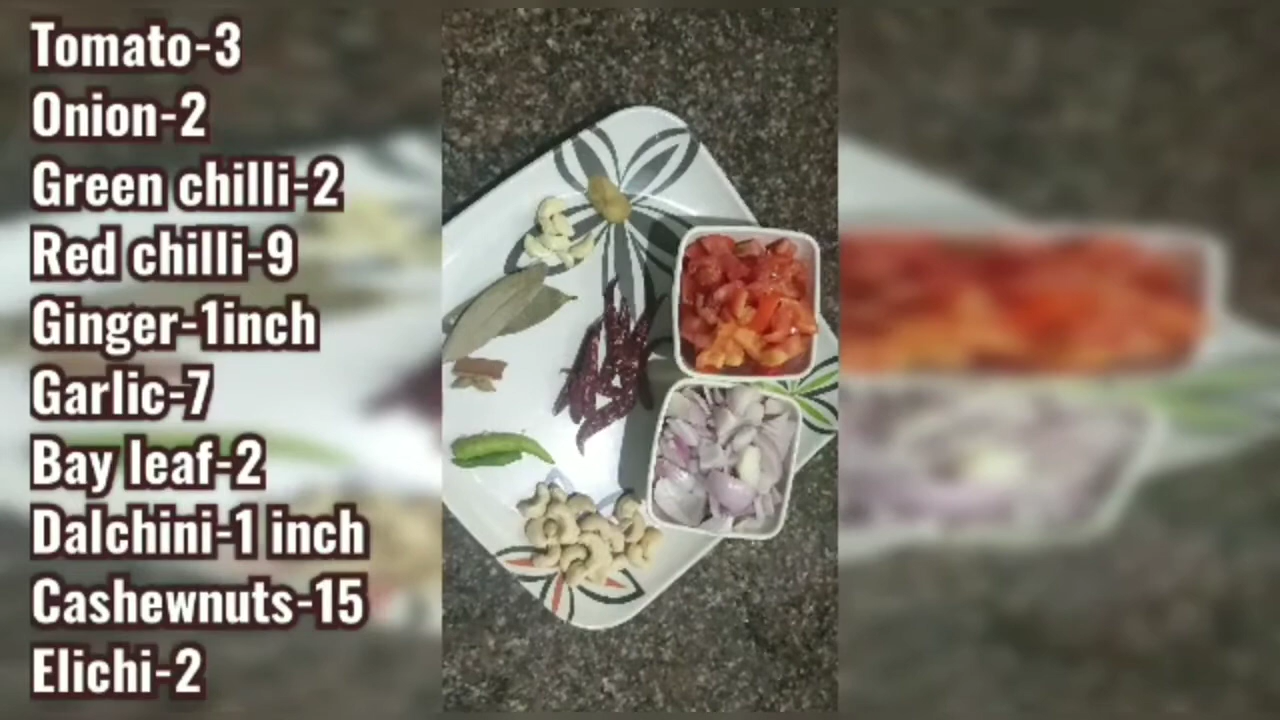 Tomato-3
Onion-2
Green chilli-2
Red chilli-9
Ginger-1inch
Garlic-7
Bay leaf-2
Dalchini-1 inch
Cashewnuts-15
Elichi-2